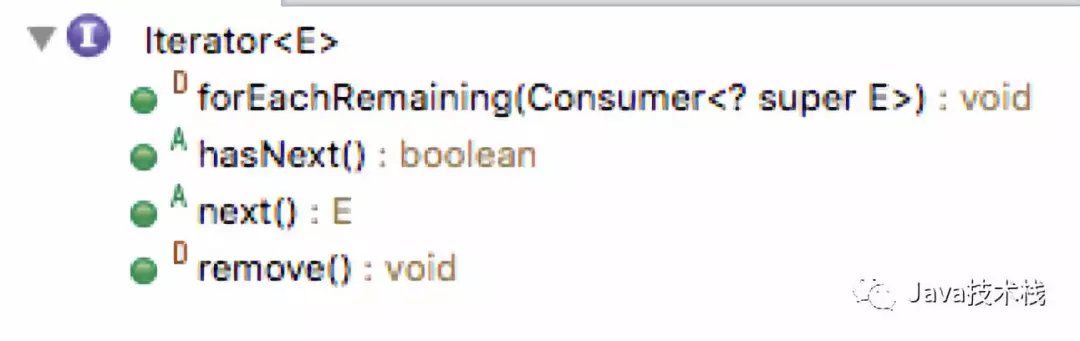 I Iterator<E>
D forEachRemaining(Consumer<? super E>) : void
A hasNext() : boolean
A next() : E
D remove() : void
Java技术栈